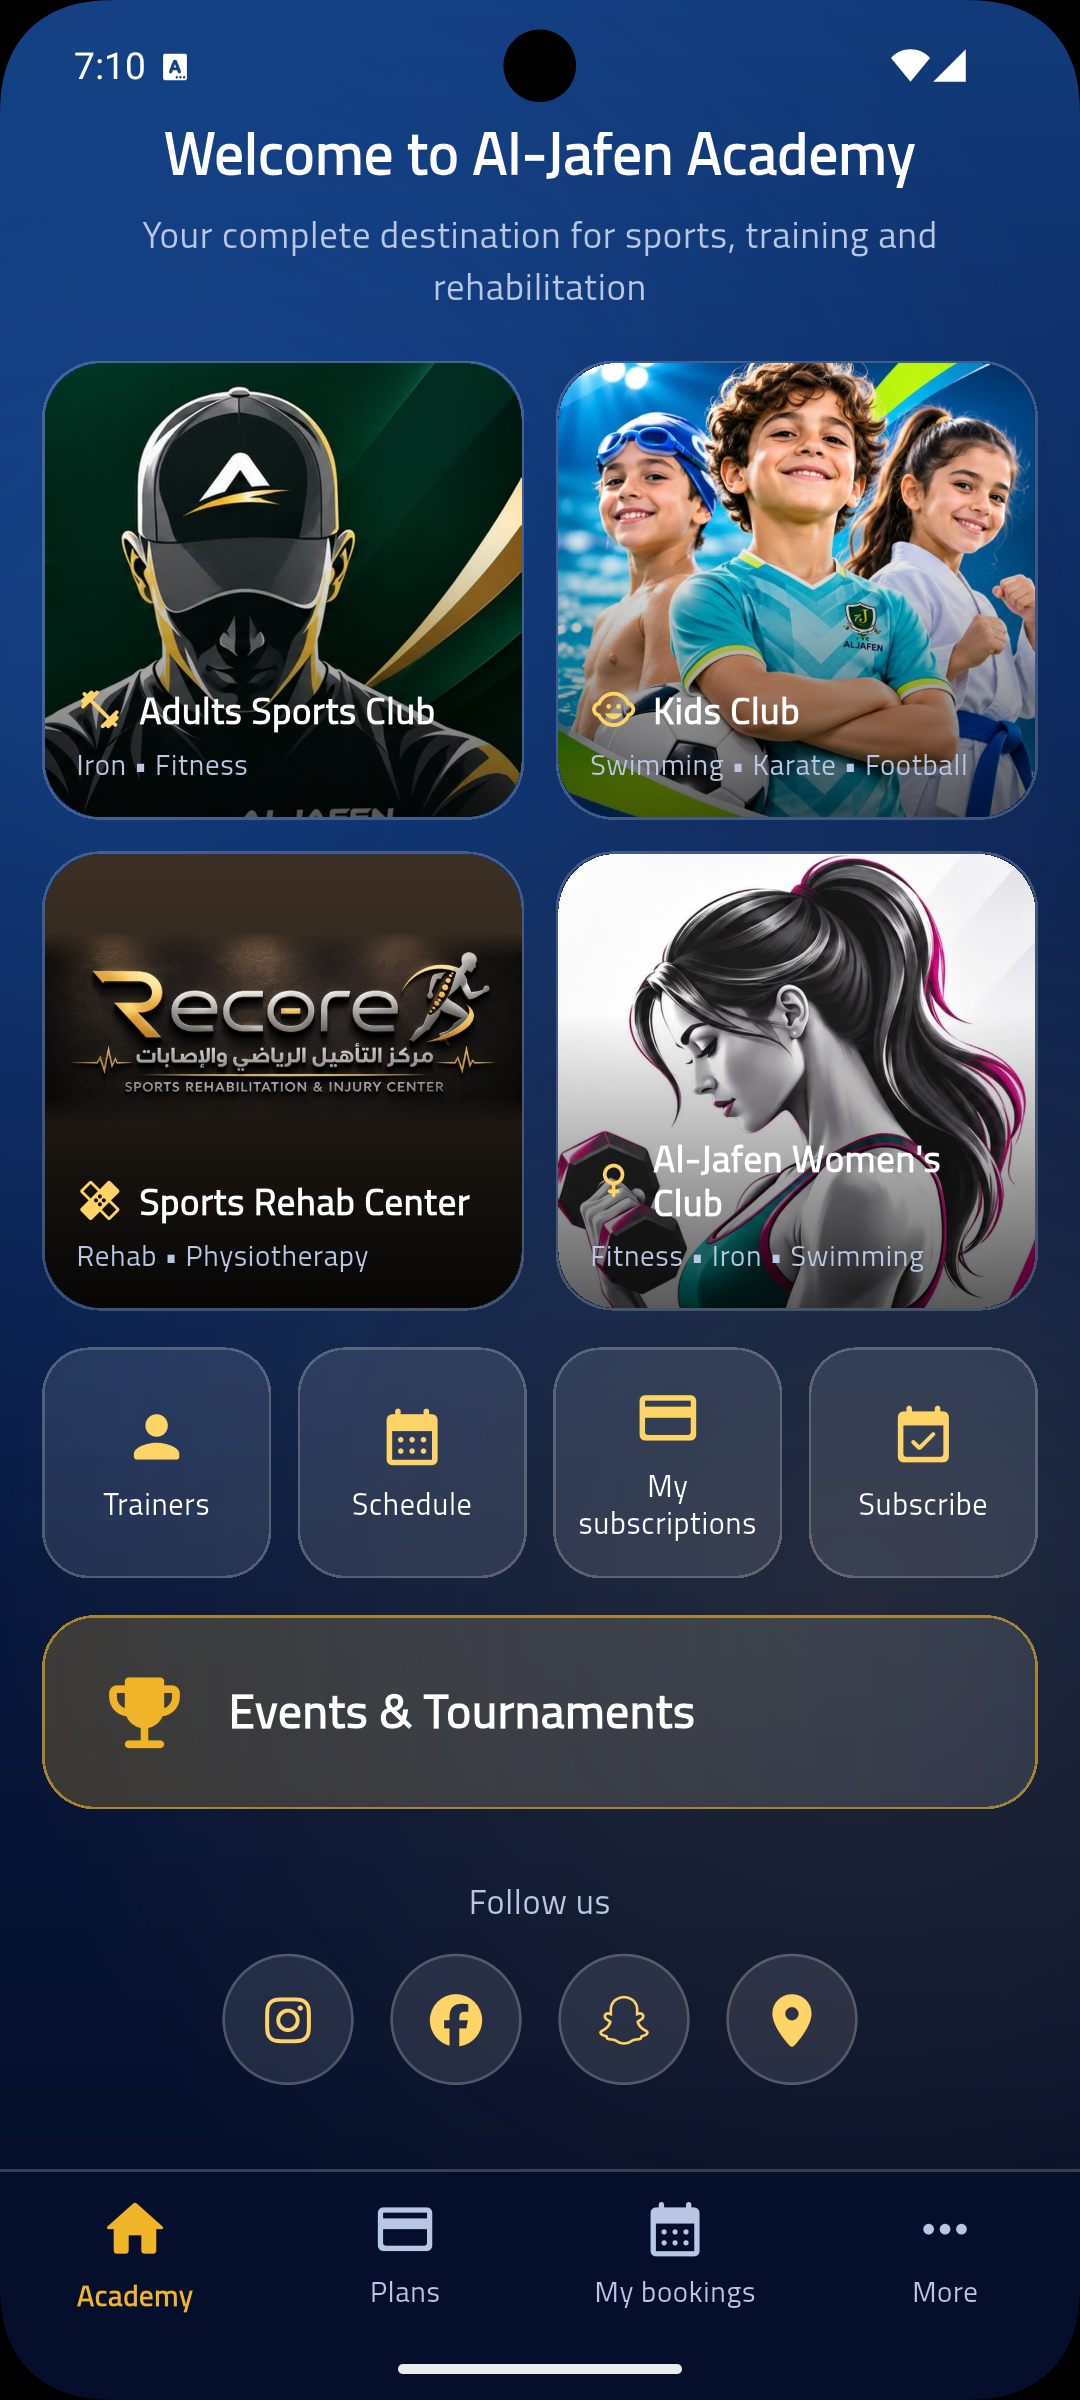 7:10
Welcome to Al-Jafen Academy
Your complete destination for sports, training and
rehabilitation
ALJAFEN
Adults Sports Club
Iron ▪ Fitness
ALJAFEN
Kids Club
Swimming ▪ Karate ▪ Football
Recore
مركز التأهيل الرياضي والإصابات
SPORTS REHABILITATION & INJURY CENTER
Sports Rehab Center
Rehab ▪ Physiotherapy
Al-Jafen Women's
Club
Fitness ▪ Iron ▪ Swimming
Trainers
Schedule
My
subscriptions
Subscribe
Events & Tournaments
Follow us
Academy
Plans
My bookings
More